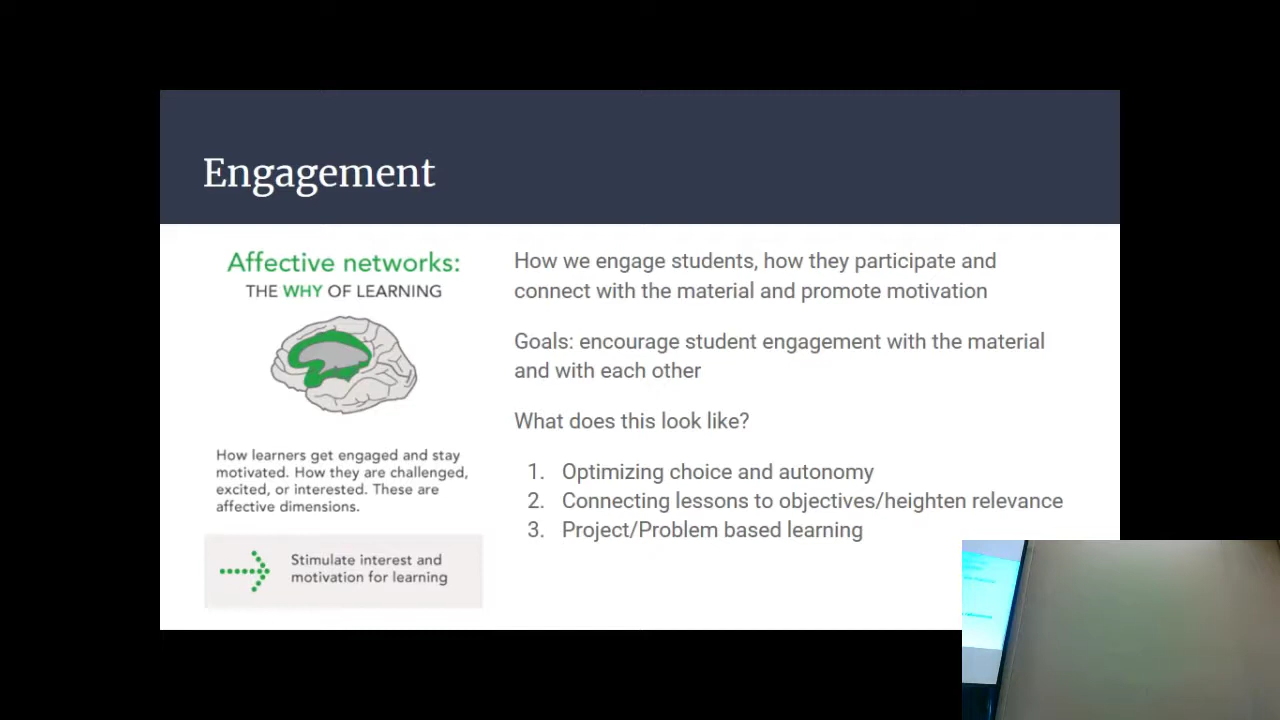 Engagement
Affective networks:
THE WHY OF LEARNING
How learners get engaged and stay
motivated. How they are challenged,
excited, or interested. These are
affective dimensions.
Stimulate interest and
motivation for learning
How we engage students, how they participate and
connect with the material and promote motivation
Goals: encourage student engagement with the material
and with each other
What does this look like?
1. Optimizing choice and autonomy
2. Connecting lessons to objectives/heighten relevance
3. Project/Problem based learning